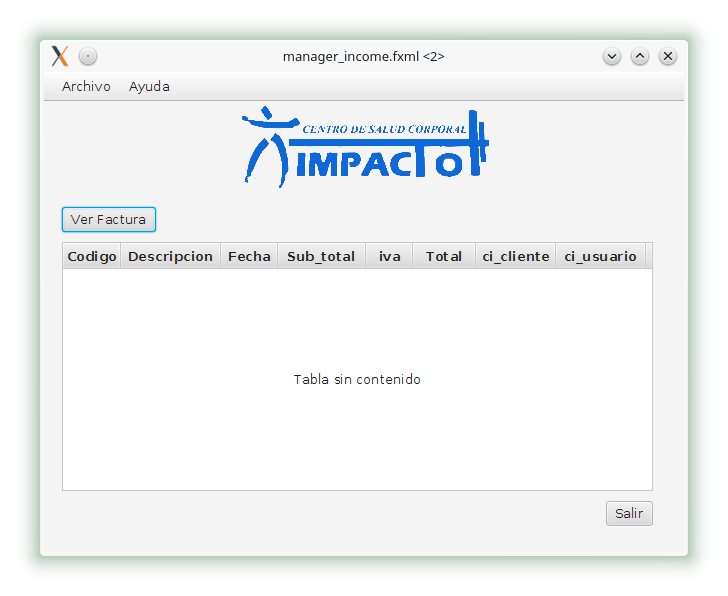 manager_income.fxml <2>
Archivo Ayuda
CENTRO DE SALUD CORPORAL
IMPACTO
Ver Factura
Codigo Descripcion Fecha Sub_total iva Total ci_cliente ci_usuario
Tabla sin contenido
Salir